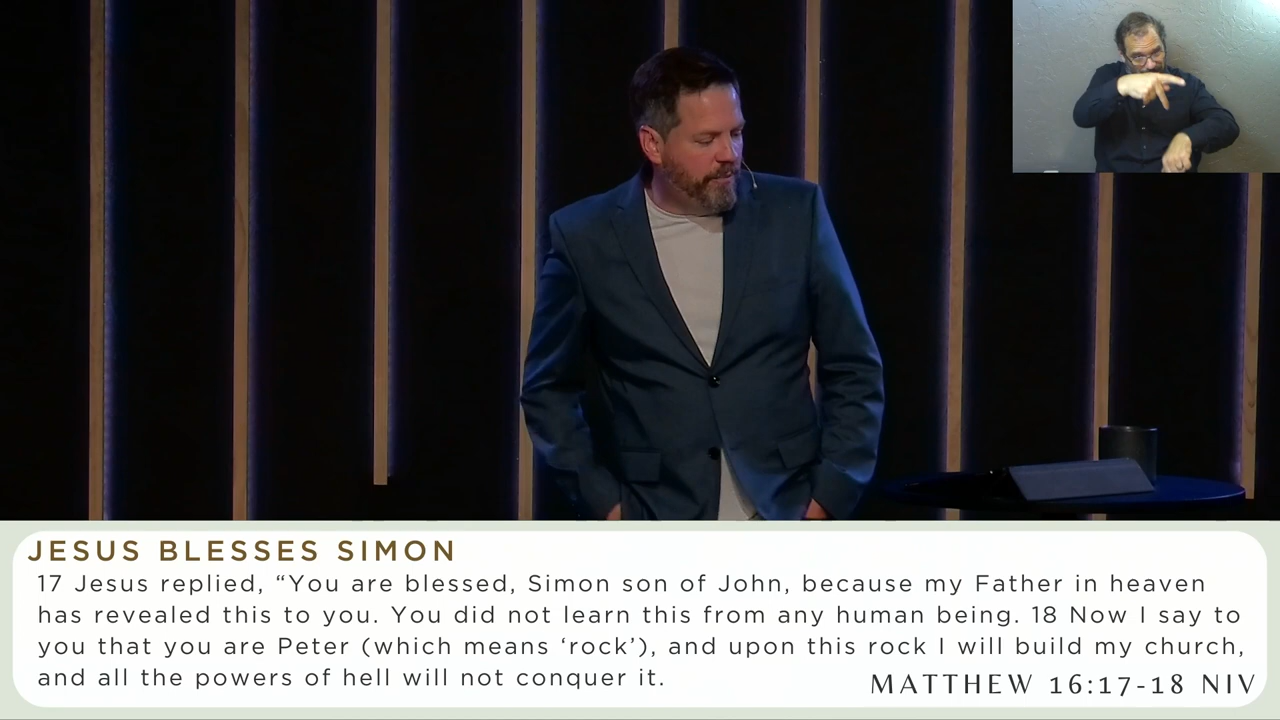 JESUS BLESSES SIMON
17 Jesus replied, “You are blessed, Simon son of John, because my Father in heaven
has revealed this to you. You did not learn this from any human being. 18 Now I say to
you that you are Peter (which means ‘rock’), and upon this rock I will build my church,
and all the powers of hell will not conquer it.
MATTHEW 16:17-18 NIV